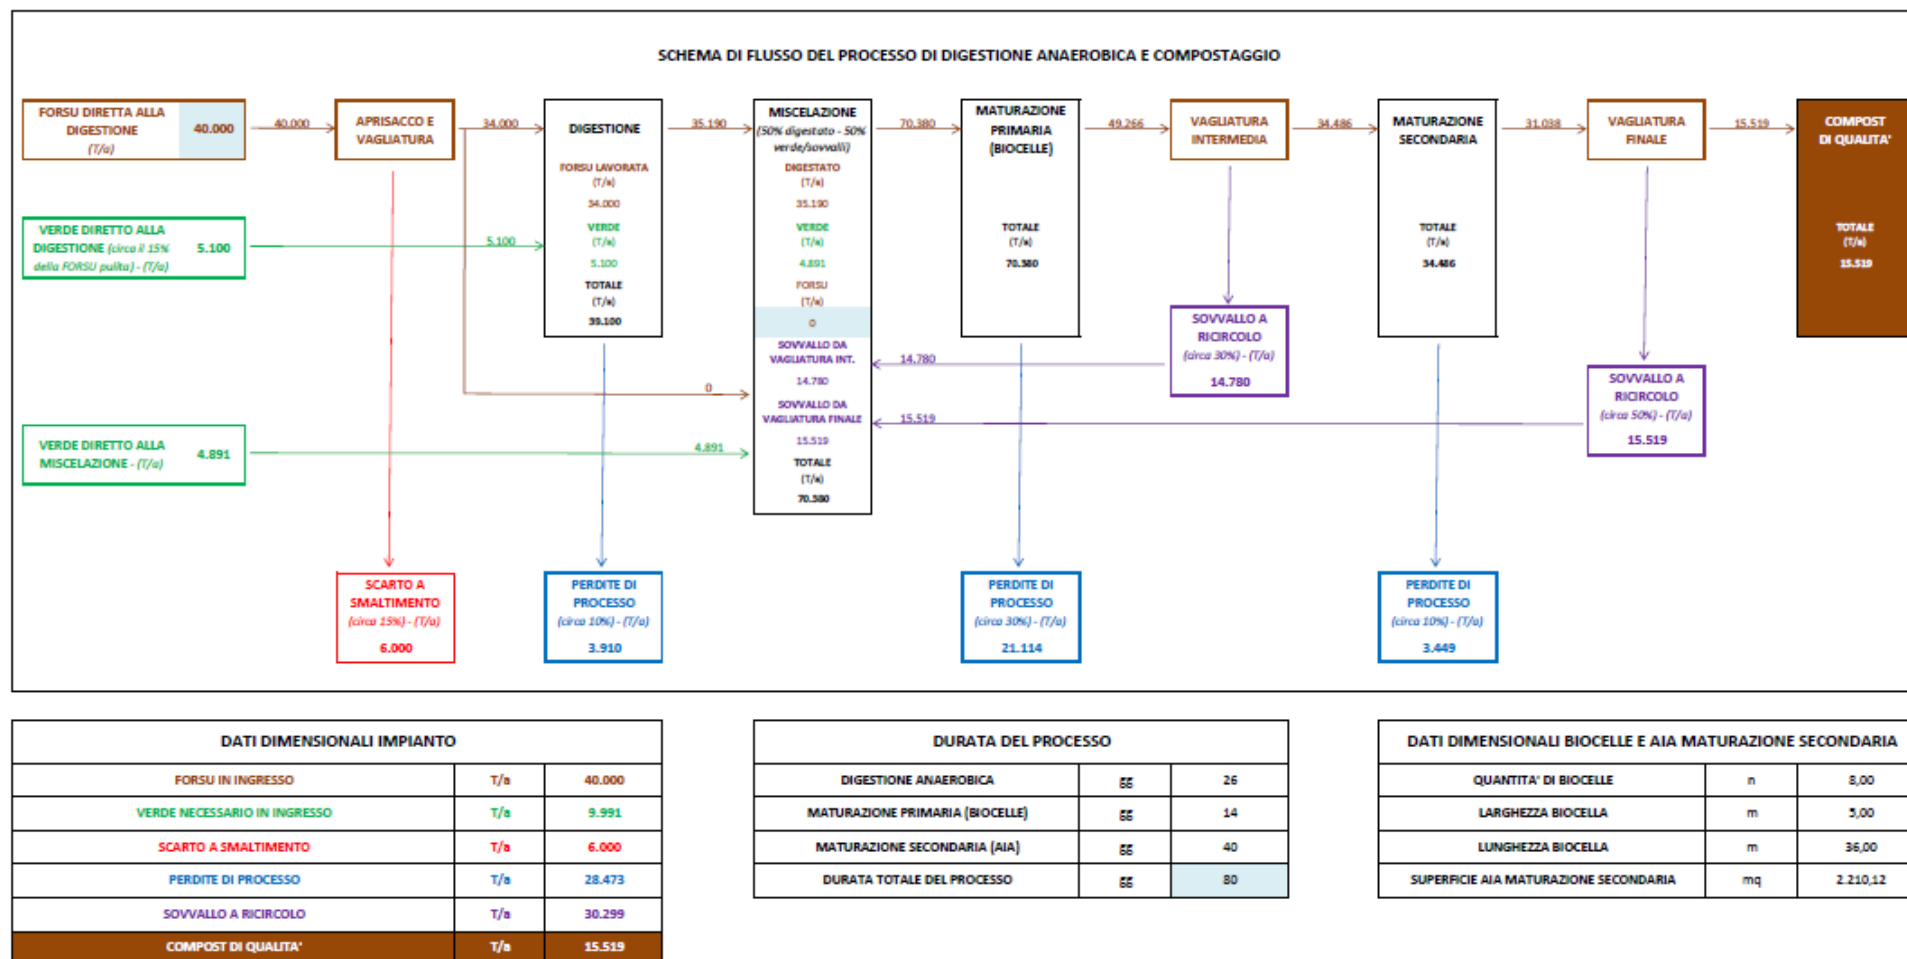 SCHEMA DI FLUSSO DEL PROCESSO DI DIGESTIONE ANAEROBICA E COMPOSTAGGIO
FORSU DIRETTA ALLA
DIGESTIONE
(T/a)
40.000
40.000
APRISACCO E
VAGLIATURA
34.000
DIGESTIONE
FORSU LAVORATA
(T/a)
34.000
VERDE
(T/a)
5.100
TOTALE
(T/a)
39.100
35.190
MISCELAZIONE
(50% digestato - 50%
verde/sovvalli)
DIGESTATO
(T/a)
35.190
VERDE
(T/a)
4.891
FORSU
(T/a)
0
SOVVALLO DA
VAGLIATURA INT.
14.780
SOVVALLO DA
VAGLIATURA FINALE
15.519
TOTALE
(T/a)
70.380
70.380
MATURAZIONE
PRIMARIA
(BIOCELLE)
TOTALE
(T/a)
70.380
49.266
VAGLIATURA
INTERMEDIA
34.486
MATURAZIONE
SECONDARIA
TOTALE
(T/a)
34.486
31.038
VAGLIATURA
FINALE
15.519
COMPOST
DI QUALITA'
TOTALE
(T/a)
15.519
VERDE DIRETTO ALLA
DIGESTIONE (circa il 15%
della FORSU pulita) - (T/a)
5.100
5.100
SOVVALLO A
RICIRCOLO
(circa 30%) - (T/a)
14.780
14.780
0
SOVVALLO A
RICIRCOLO
(circa 50%) - (T/a)
15.519
15.519
VERDE DIRETTO ALLA
MISCELAZIONE - (T/a)
4.891
4.891
SCARTO A
SMALTIMENTO
(circa 15%) - (T/a)
6.000
PERDITE DI
PROCESSO
(circa 10%) - (T/a)
3.910
PERDITE DI
PROCESSO
(circa 30%) - (T/a)
21.114
PERDITE DI
PROCESSO
(circa 10%) - (T/a)
3.449
DATI DIMENSIONALI IMPIANTO
FORSU IN INGRESSO T/a 40.000
VERDE NECESSARIO IN INGRESSO T/a 9.991
SCARTO A SMALTIMENTO T/a 6.000
PERDITE DI PROCESSO T/a 28.473
SOVVALLO A RICIRCOLO T/a 30.299
COMPOST DI QUALITA' T/a 15.519
DURATA DEL PROCESSO
DIGESTIONE ANAEROBICA gg 26
MATURAZIONE PRIMARIA (BIOCELLE) gg 14
MATURAZIONE SECONDARIA (AIA) gg 40
DURATA TOTALE DEL PROCESSO gg 80
DATI DIMENSIONALI BIOCELLE E AIA MATURAZIONE SECONDARIA
QUANTITA' DI BIOCELLE n 8,00
LARGHEZZA BIOCELLA m 5,00
LUNGHEZZA BIOCELLA m 36,00
SUPERFICIE AIA MATURAZIONE SECONDARIA mq 2.210,12